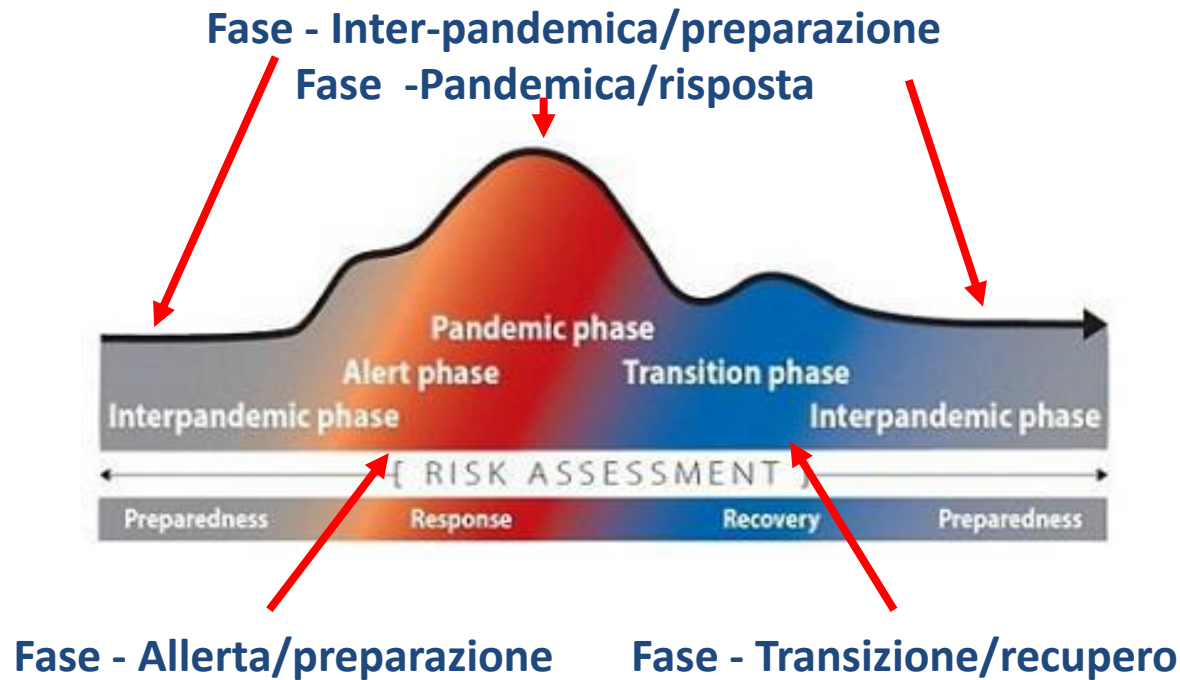 Fase - Inter-pandemica/preparazione
Fase -Pandemica/risposta
Pandemic phase
Alert phase
Transition phase
Interpandemic phase
Interpandemic phase
{ RISK ASSESSMENT }
Preparedness
Response
Recovery
Preparedness
Fase - Allerta/preparazione
Fase - Transizione/recupero